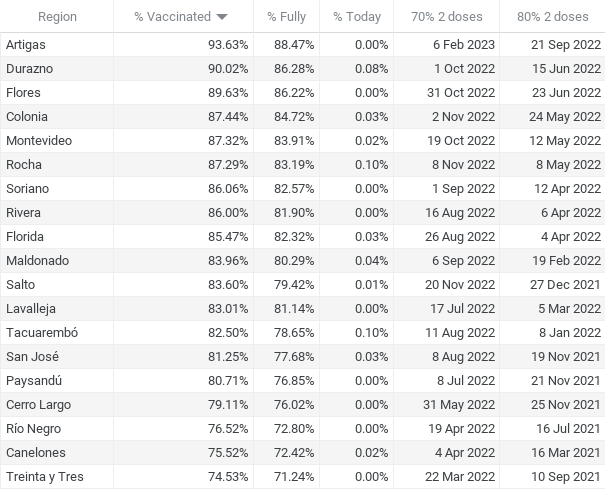 Region % Vaccinated % Fully % Today 70% 2 doses 80% 2 doses
Artigas 93.63% 88.47% 0.00% 6 Feb 2023 21 Sep 2022
Durazno 90.02% 86.28% 0.08% 1 Oct 2022 15 Jun 2022
Flores 89.63% 86.22% 0.00% 31 Oct 2022 23 Jun 2022
Colonia 87.44% 84.72% 0.03% 2 Nov 2022 24 May 2022
Montevideo 87.32% 83.91% 0.02% 19 Oct 2022 12 May 2022
Rocha 87.29% 83.19% 0.10% 8 Nov 2022 8 May 2022
Soriano 86.06% 82.57% 0.00% 1 Sep 2022 12 Apr 2022
Rivera 86.00% 81.90% 0.00% 16 Aug 2022 6 Apr 2022
Florida 85.47% 82.32% 0.03% 26 Aug 2022 4 Apr 2022
Maldonado 83.96% 80.29% 0.04% 6 Sep 2022 19 Feb 2022
Salto 83.60% 79.42% 0.01% 20 Nov 2022 27 Dec 2021
Lavalleja 83.01% 81.14% 0.00% 17 Jul 2022 5 Mar 2022
Tacuarembó 82.50% 78.65% 0.10% 11 Aug 2022 8 Jan 2022
San José 81.25% 77.68% 0.03% 8 Aug 2022 19 Nov 2021
Paysandú 80.71% 76.85% 0.00% 8 Jul 2022 21 Nov 2021
Cerro Largo 79.11% 76.02% 0.00% 31 May 2022 25 Nov 2021
Río Negro 76.52% 72.80% 0.00% 19 Apr 2022 16 Jul 2021
Canelones 75.52% 72.42% 0.02% 4 Apr 2022 16 Mar 2021
Treinta y Tres 74.53% 71.24% 0.00% 22 Mar 2022 10 Sep 2021